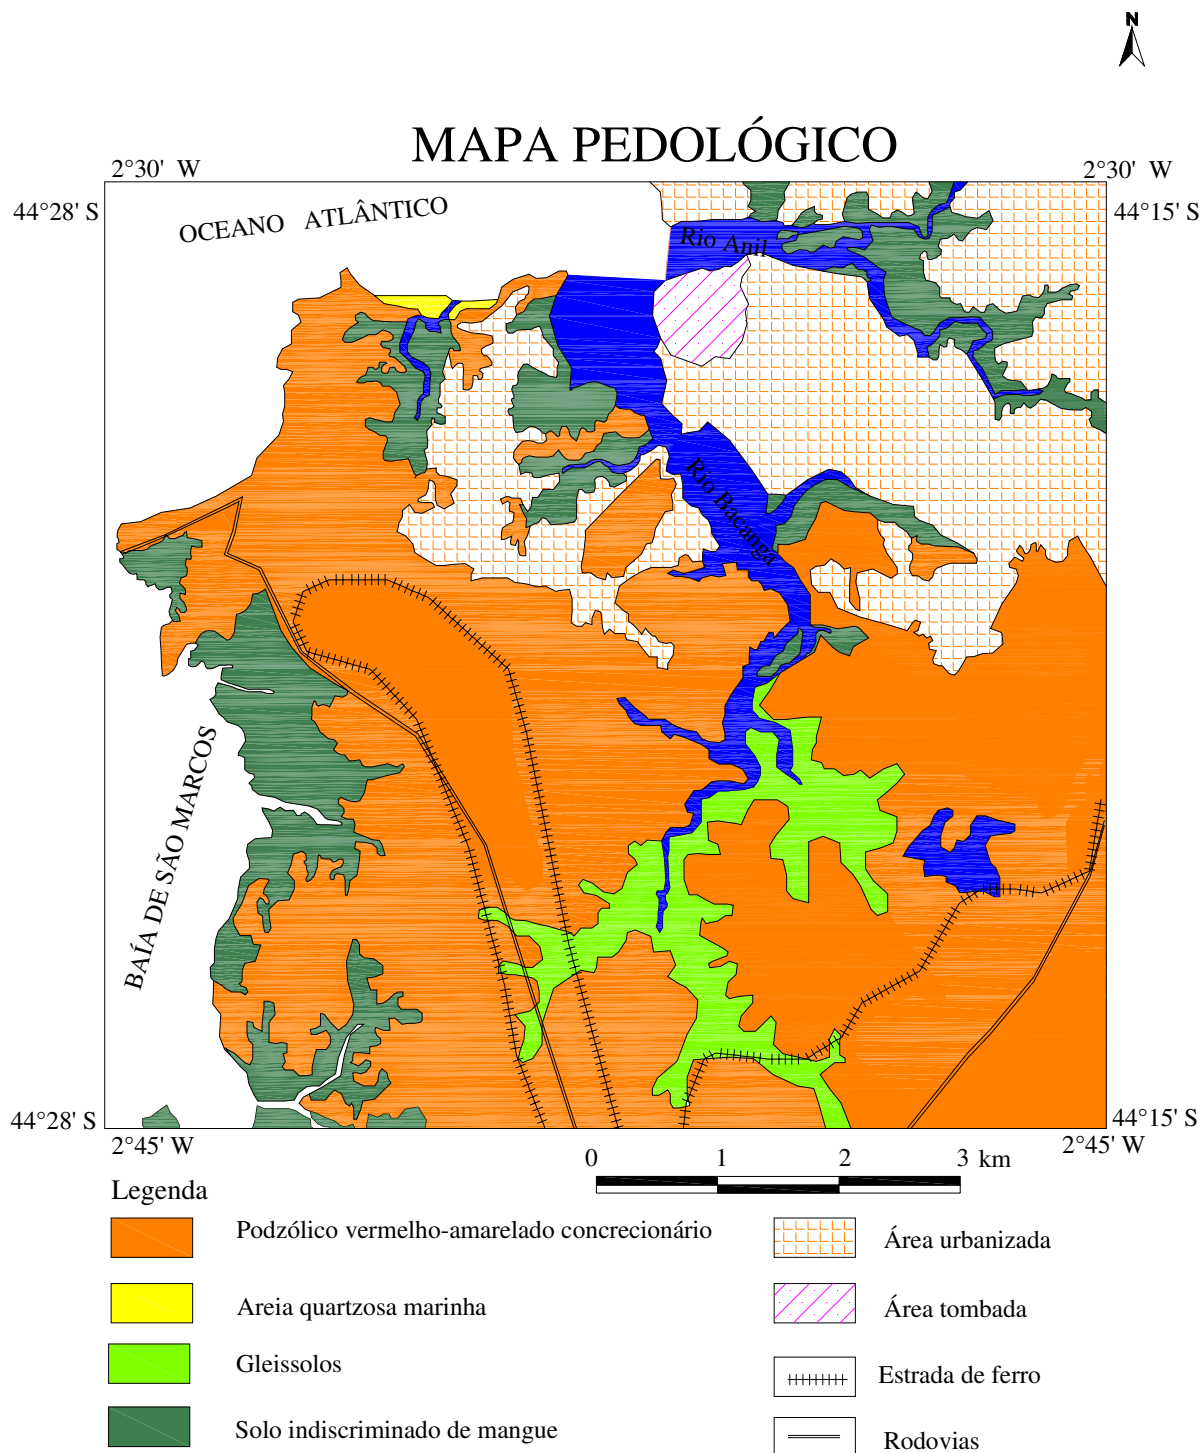 N
MAPA PEDOLÓGICO
2°30' W
2°30' W
44°28' S
44°15' S
OCEANO ATLÂNTICO
Rio Anil
Rio Bacanga
BAÍA DE SÃO MARCOS
44°28' S
44°15' S
2°45' W
2°45' W
0 1 2 3 km
Legenda
Podzólico vermelho-amarelado concrecionário
Areia quartzosa marinha
Gleissolos
Solo indiscriminado de mangue
Área urbanizada
Área tombada
Estrada de ferro
Rodovias